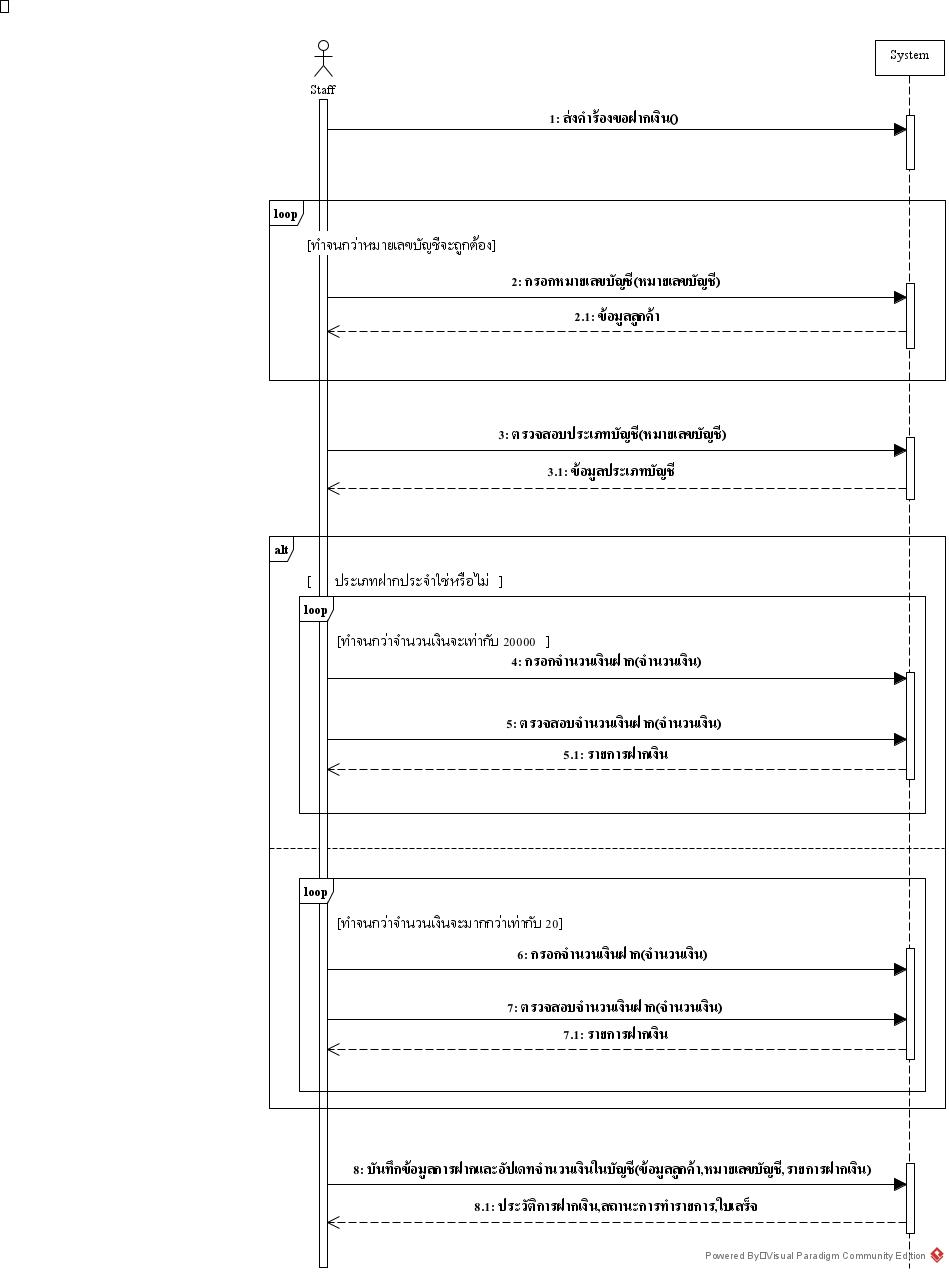 System
Staff
1: ส่งคำร้องขอฝากเงิน()
loop
[ทำจนกว่าหมายเลขบัญชีจะถูกต้อง]
2: กรอกหมายเลขบัญชี(หมายเลขบัญชี)
2.1: ข้อมูลลูกค้า
3: ตรวจสอบประเภทบัญชี(หมายเลขบัญชี)
3.1: ข้อมูลประเภทบัญชี
alt
[ ประเภทฝากประจำใช่หรือไม่ ]
loop
[ทำจนกว่าจำนวนเงินจะเท่ากับ 20000 ]
4: กรอกจำนวนเงินฝาก(จำนวนเงิน)
5: ตรวจสอบจำนวนเงินฝาก(จำนวนเงิน)
5.1: รายการฝากเงิน
loop
[ทำจนกว่าจำนวนเงินจะมากกว่าเท่ากับ 20]
6: กรอกจำนวนเงินฝาก(จำนวนเงิน)
7: ตรวจสอบจำนวนเงินฝาก(จำนวนเงิน)
7.1: รายการฝากเงิน
8: บันทึกข้อมูลการฝากและอัปเดทจำนวนเงินในบัญชี(ข้อมูลลูกค้า,หมายเลขบัญชี,รายการฝากเงิน)
8.1: ประวัติการฝากเงิน,สถานะการทำรายการ,ใบเสร็จ
Powered By□Visual Paradigm Community Edition